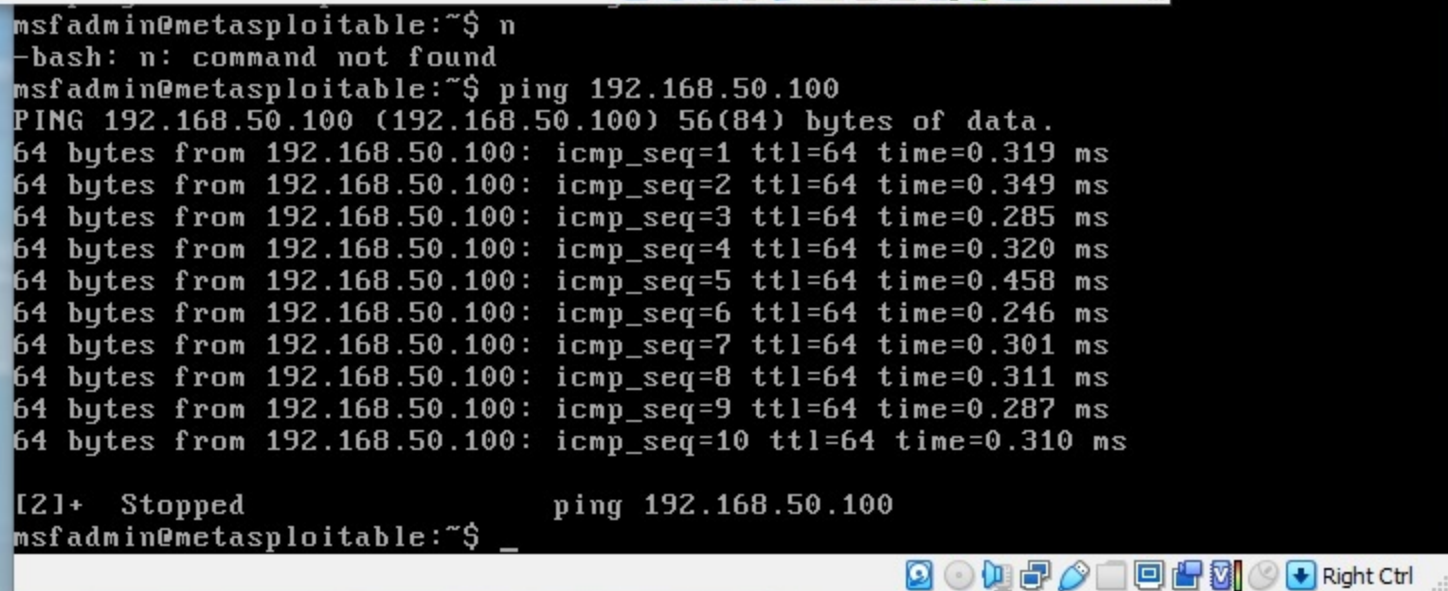 msfadmin@metasploitable:~$ n
-bash: n: command not found
msfadmin@metasploitable:~$ ping 192.168.50.100
PING 192.168.50.100 (192.168.50.100) 56(84) bytes of data.
64 bytes from 192.168.50.100: icmp_seq=1 ttl=64 time=0.319 ms
64 bytes from 192.168.50.100: icmp_seq=2 ttl=64 time=0.349 ms
64 bytes from 192.168.50.100: icmp_seq=3 ttl=64 time=0.285 ms
64 bytes from 192.168.50.100: icmp_seq=4 ttl=64 time=0.320 ms
64 bytes from 192.168.50.100: icmp_seq=5 ttl=64 time=0.458 ms
64 bytes from 192.168.50.100: icmp_seq=6 ttl=64 time=0.246 ms
64 bytes from 192.168.50.100: icmp_seq=7 ttl=64 time=0.301 ms
64 bytes from 192.168.50.100: icmp_seq=8 ttl=64 time=0.311 ms
64 bytes from 192.168.50.100: icmp_seq=9 ttl=64 time=0.287 ms
64 bytes from 192.168.50.100: icmp_seq=10 ttl=64 time=0.310 ms
[2]+  Stopped                 ping 192.168.50.100
msfadmin@metasploitable:~$ _
Right Ctrl